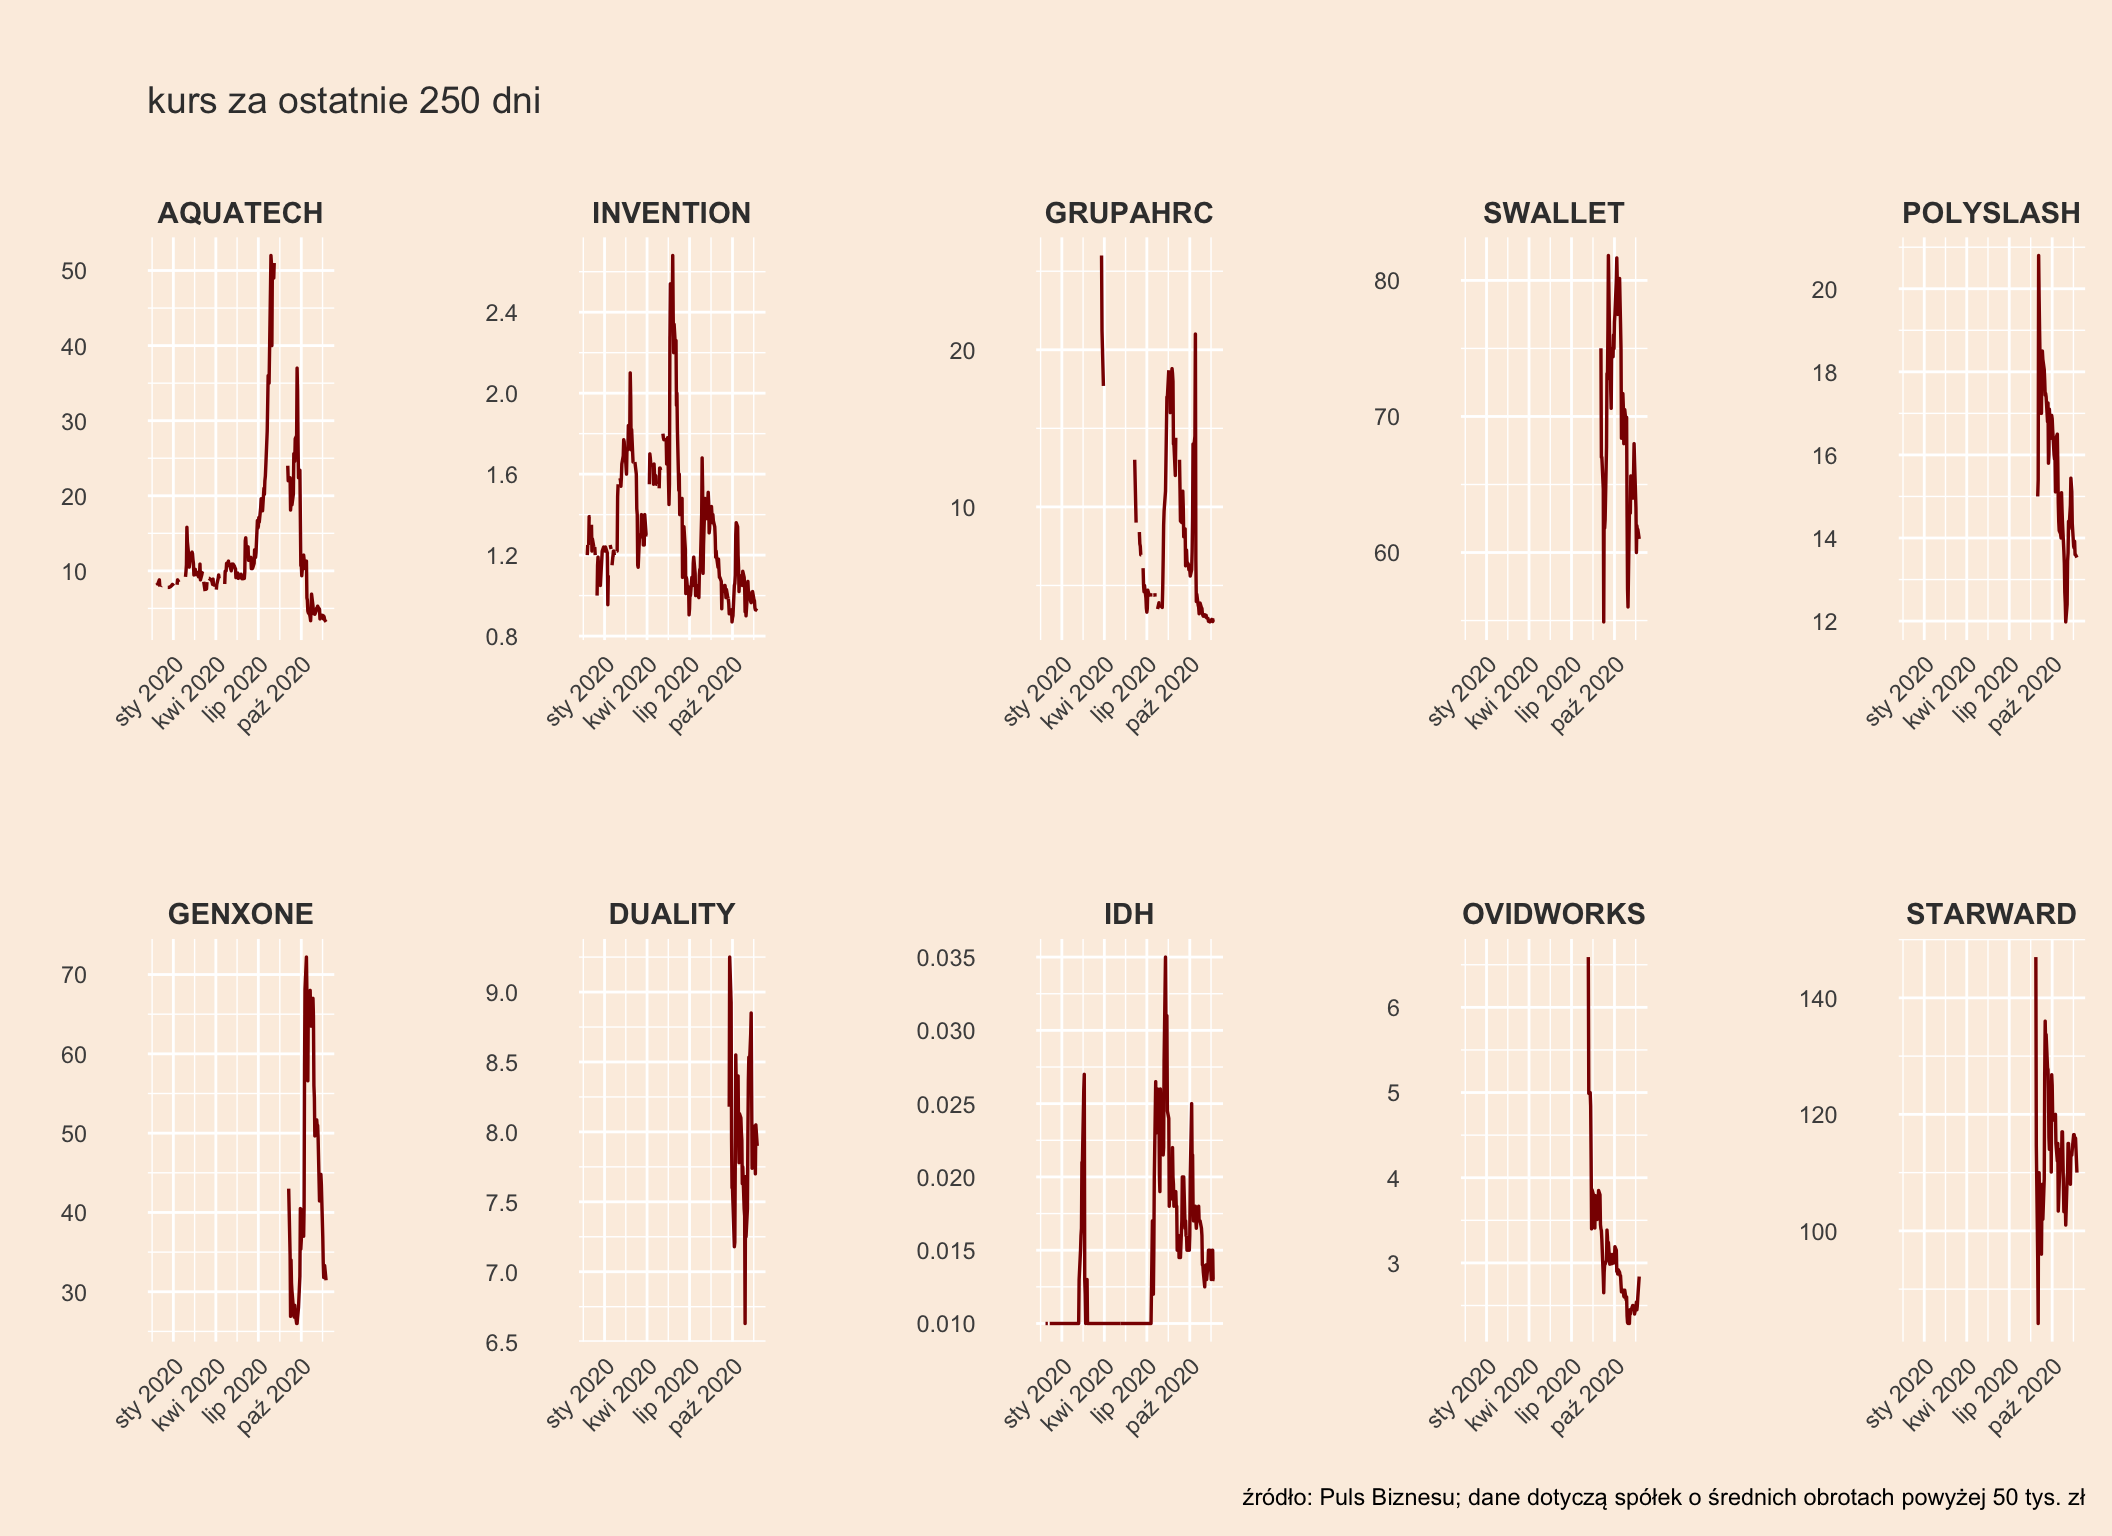 kurs za ostatnie 250 dni
AQUATECH
INVENTION
GRUPAHRC
SWALLET
POLYSLASH
50
40
30
20
10
2.4
2.0
1.6
1.2
0.8
20
10
80
70
60
20
18
16
14
12
sty 2020
kwi 2020
lip 2020
paź 2020
sty 2020
kwi 2020
lip 2020
paź 2020
sty 2020
kwi 2020
lip 2020
paź 2020
sty 2020
kwi 2020
lip 2020
paź 2020
sty 2020
kwi 2020
lip 2020
paź 2020
GENXONE
DUALITY
IDH
OVIDWORKS
STARWARD
70
60
50
40
30
9.0
8.5
8.0
7.5
7.0
6.5
0.035
0.030
0.025
0.020
0.015
0.010
6
5
4
3
140
120
100
sty 2020
kwi 2020
lip 2020
paź 2020
sty 2020
kwi 2020
lip 2020
paź 2020
sty 2020
kwi 2020
lip 2020
paź 2020
sty 2020
kwi 2020
lip 2020
paź 2020
sty 2020
kwi 2020
lip 2020
paź 2020
źródło: Puls Biznesu; dane dotyczą spółek o średnich obrotach powyżej 50 tys. zł